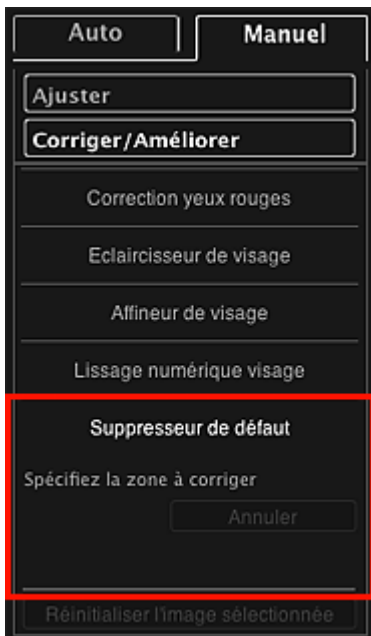 Auto
Manuel
Ajuster
Corriger/Améliorer
Correction yeux rouges
Eclaircisseur de visage
Affineur de visage
Lissage numérique visage
Suppresseur de défaut
Spécifiez la zone à corriger
Annuler
Réinitialiser l'image sélectionnée